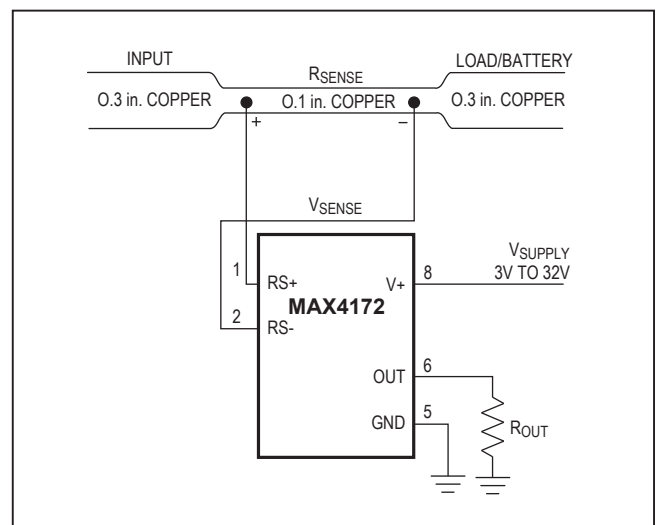 INPUT
RSENSE
LOAD/BATTERY
O.3 in. COPPER
O.1 in. COPPER
O.3 in. COPPER
+
–
VSENSE
VSUPPLY
3V TO 32V
1
RS+
V+
8
MAX4172
2
RS-
OUT
6
GND
5
ROUT